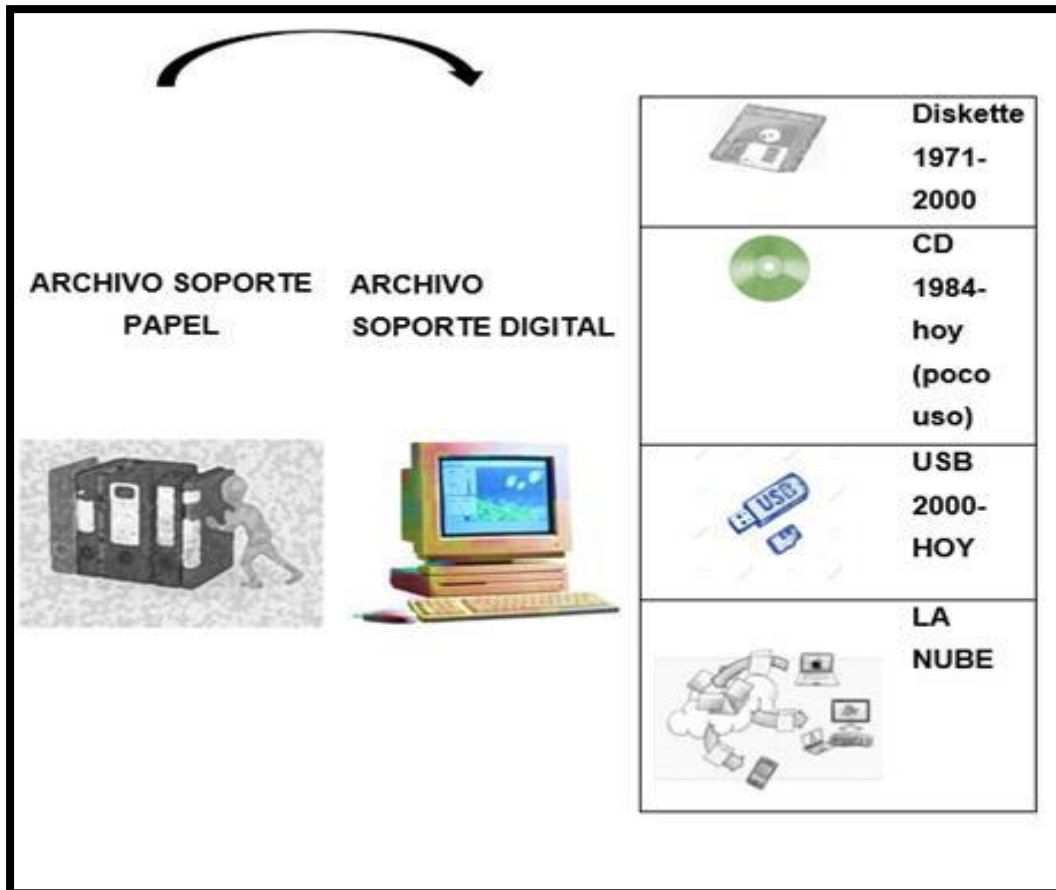 ARCHIVO SOPORTE
PAPEL
ARCHIVO
SOPORTE DIGITAL
Diskette
1971-
2000
CD
1984-
hoy
(poco
uso)
USB
USB
2000-
HOY
LA
NUBE